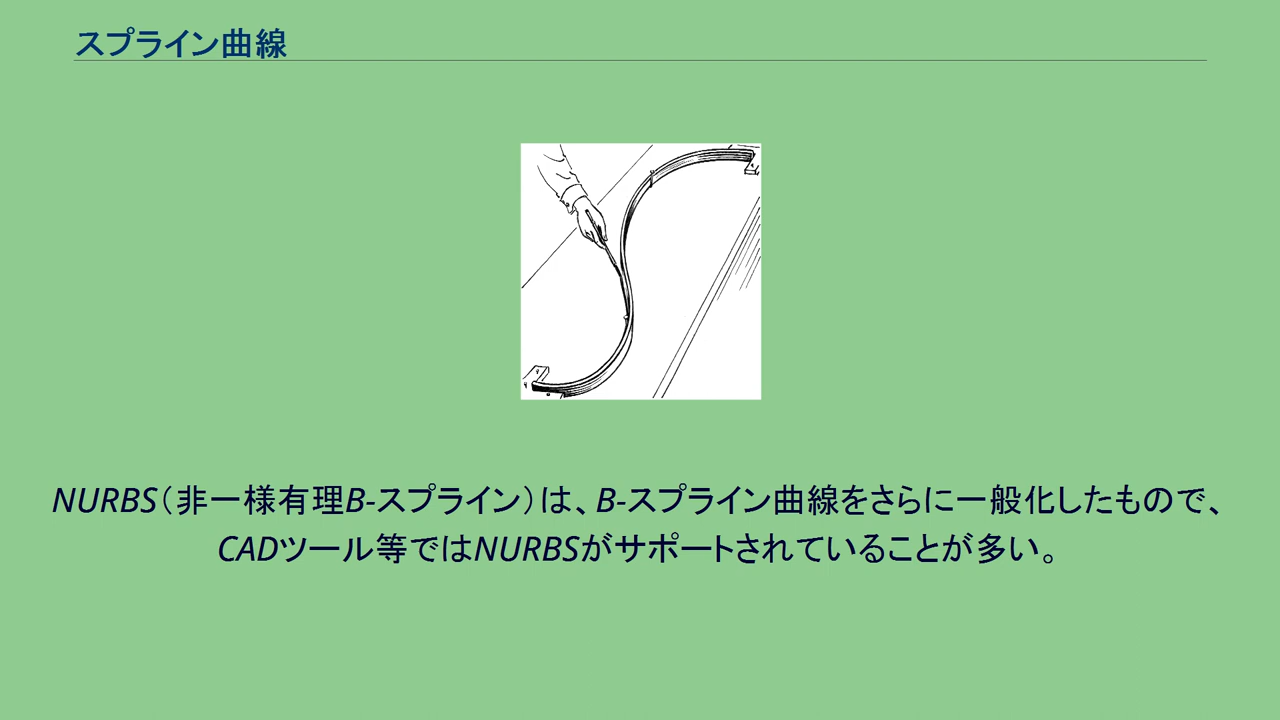 スプライン曲線
NURBS（非一様有理B-スプライン）は、B-スプライン曲線をさらに一般化したもので、
CADツール等ではNURBSがサポートされていることが多い。